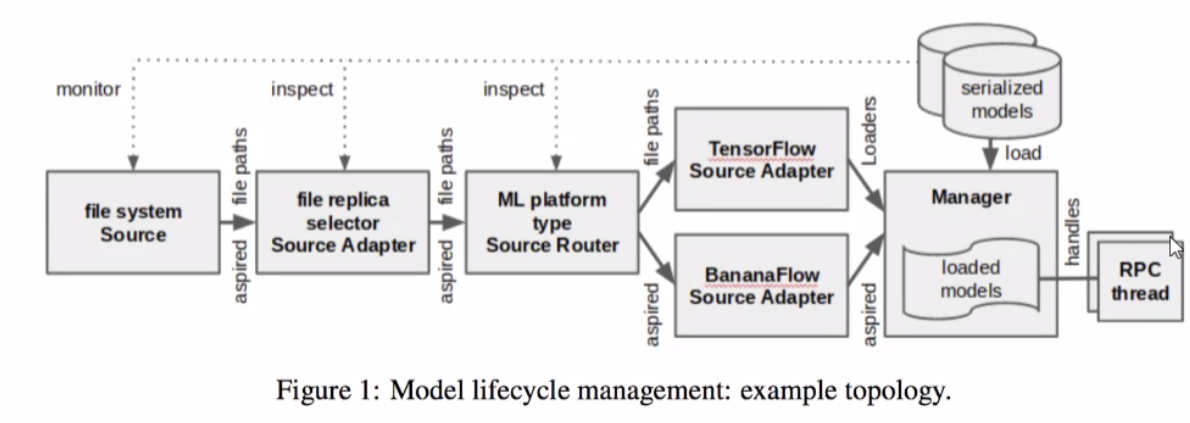 monitor
inspect
inspect
serialized
models
load
file system
Source
aspired file paths
file replica
selector
Source Adapter
aspired file paths
ML platform
type
Source Router
aspired file paths
TensorFlow
Source Adapter
BananaFlow
Source Adapter
aspired Loaders
Manager
loaded
models
handles
RPC
thread
Figure 1: Model lifecycle management: example topology.